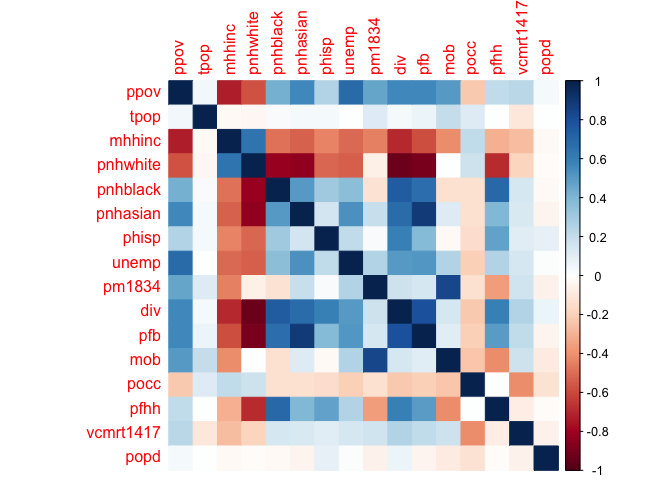 ppov tpop mhhinc pnhwhite pnhblack pnhasian phisp unemp pm1834 div pfb mob pocc pfhh vcmrt1417 popd
ppov
tpop
mhhinc
pnhwhite
pnhblack
pnhasian
phisp
unemp
pm1834
div
pfb
mob
pocc
pfhh
vcmrt1417
popd
1
0.8
0.6
0.4
0.2
0
-0.2
-0.4
-0.6
-0.8
-1